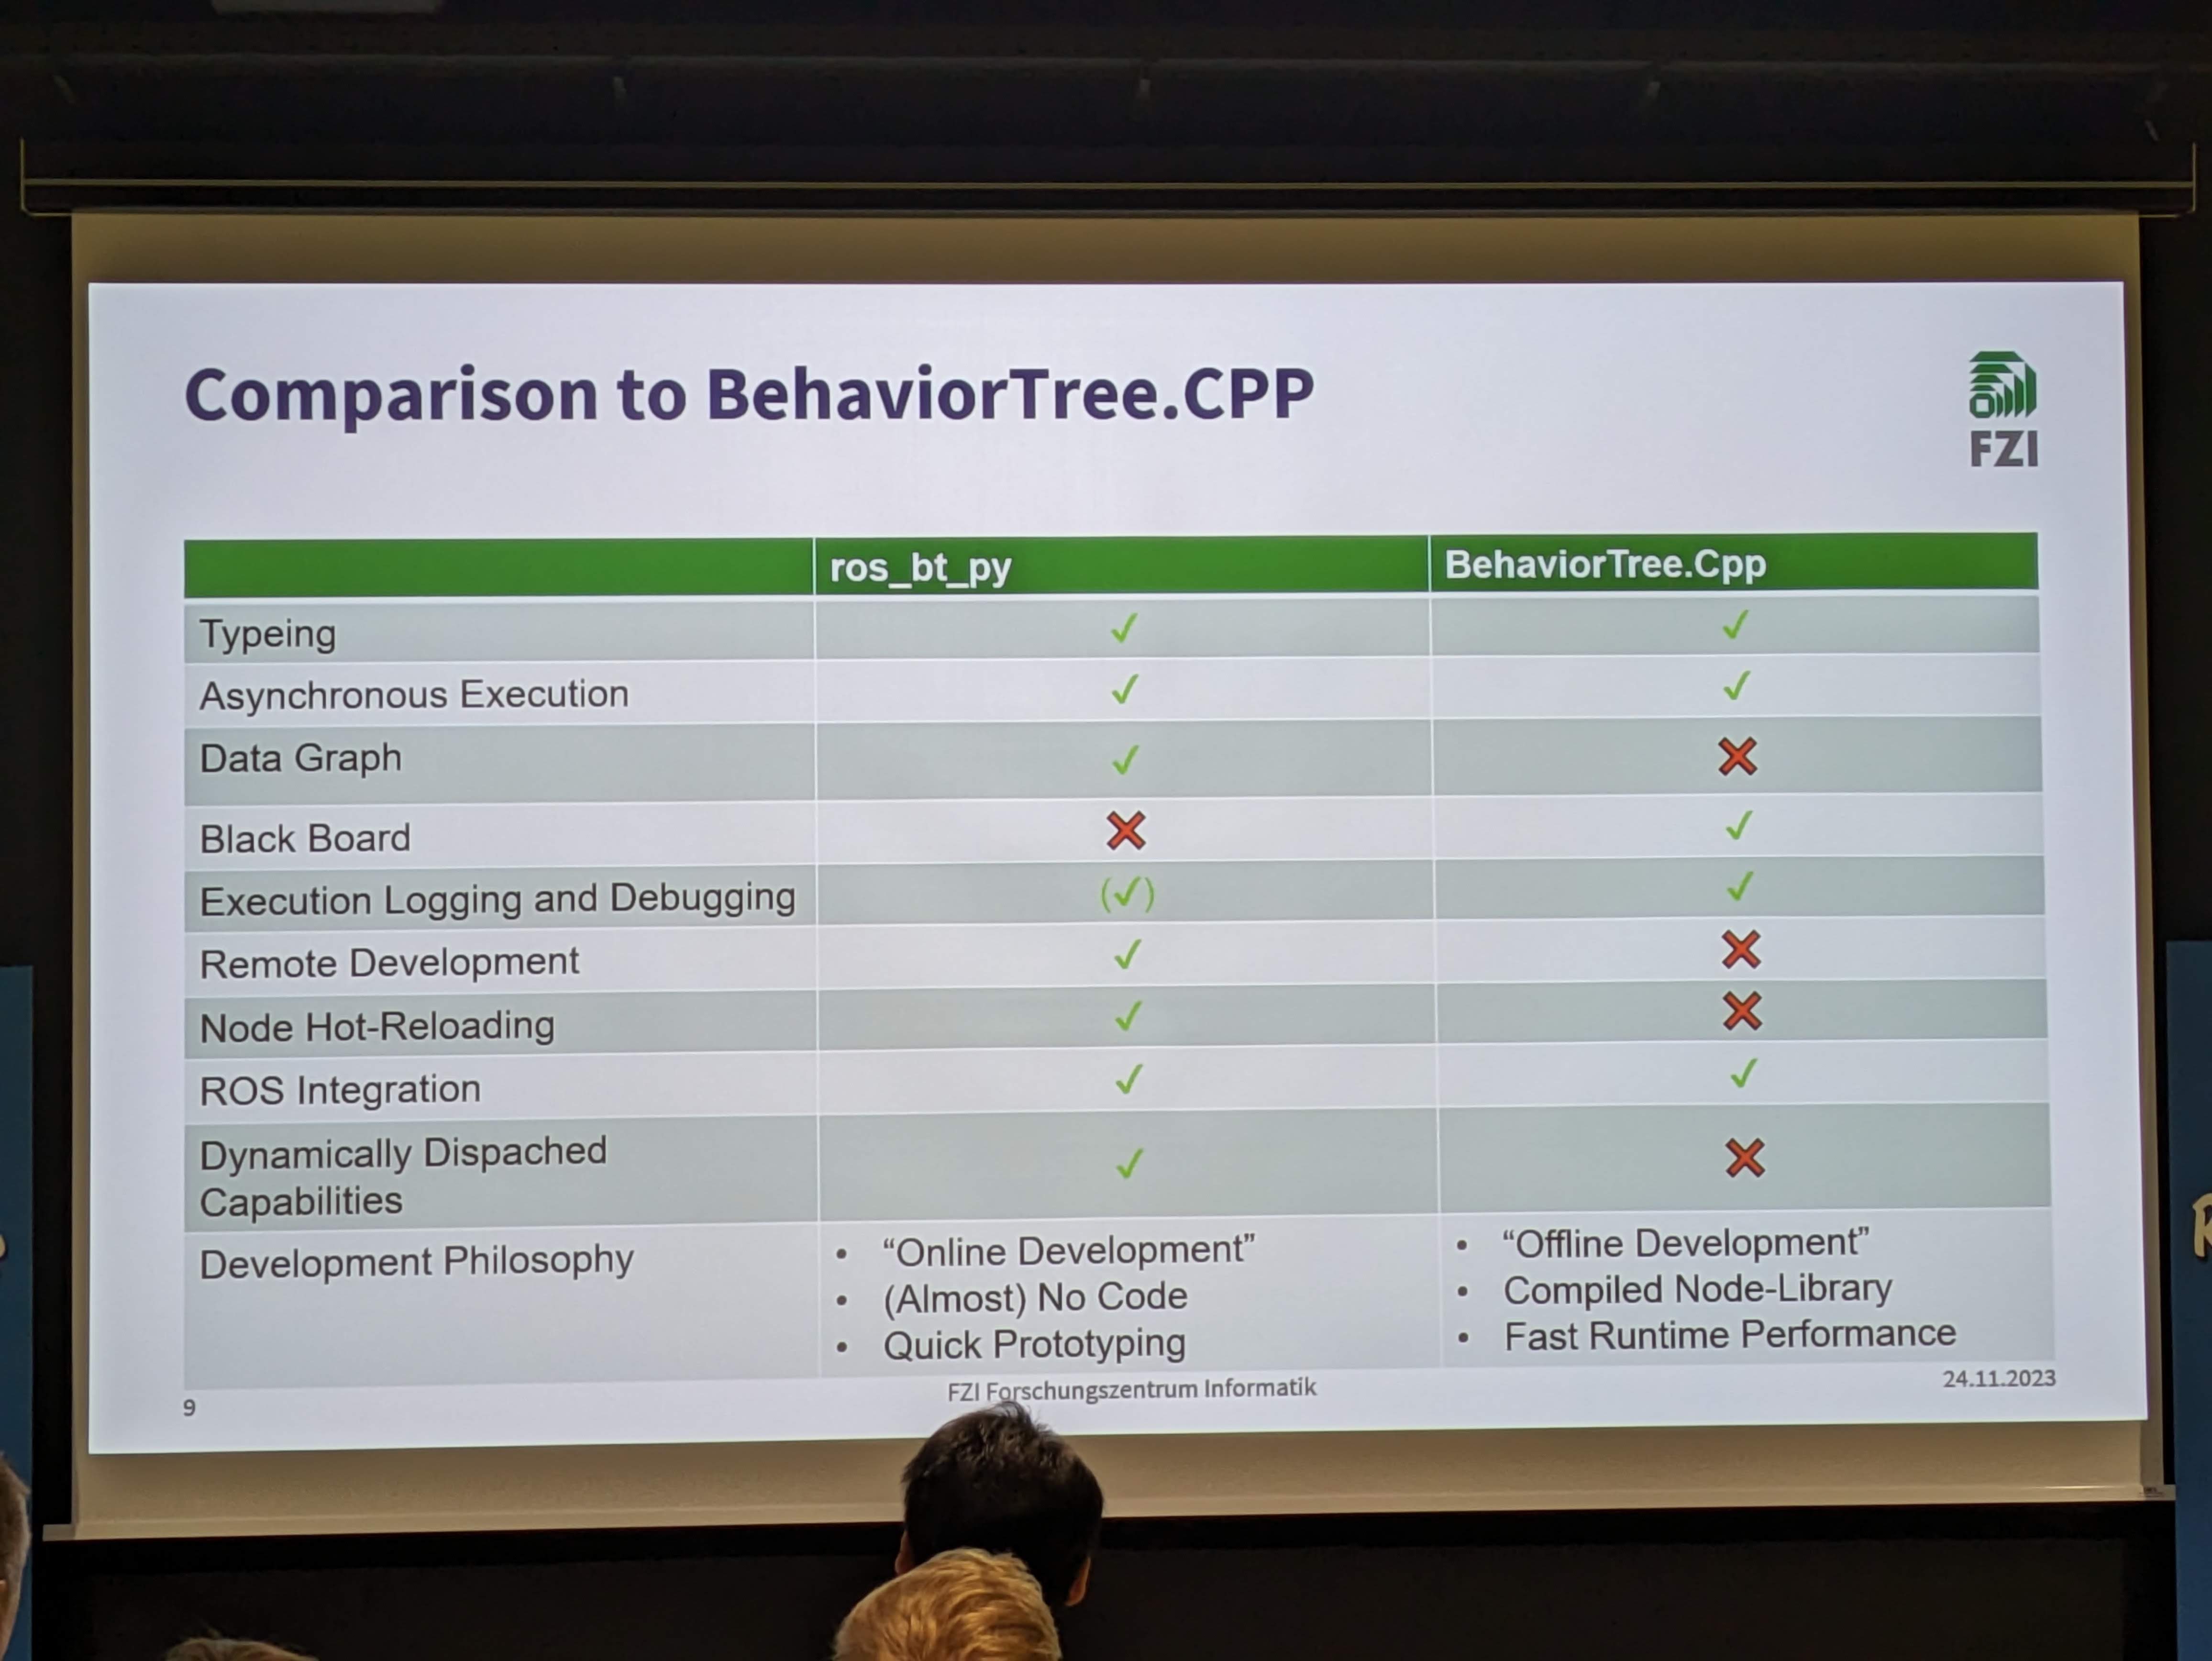 Comparison to BehaviorTree.CPP
FZI
ros_bt_py BehaviorTree.Cpp
Typeing ✓ ✓
Asynchronous Execution ✓ ✓
Data Graph ✓ ✗
Black Board ✗ ✓
Execution Logging and Debugging (✓) ✓
Remote Development ✓ ✗
Node Hot-Reloading ✓ ✗
ROS Integration ✓ ✓
Dynamically Dispached
Capabilities ✓ ✗
Development Philosophy
• “Online Development”
• (Almost) No Code
• Quick Prototyping
• “Offline Development”
• Compiled Node-Library
• Fast Runtime Performance
9
FZI Forschungszentrum Informatik
24.11.2023